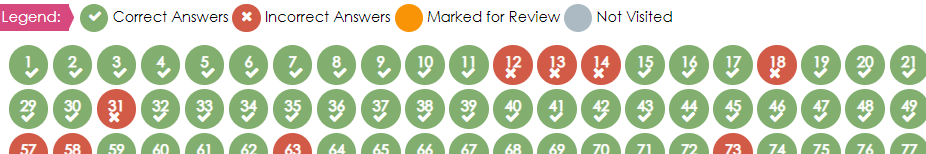 Legend: Correct Answers Incorrect Answers Marked for Review Not Visited
1 2 3 4 5 6 7 8 9 10 11 12 13 14 15 16 17 18 19 20 21
29 30 31 32 33 34 35 36 37 38 39 40 41 42 43 44 45 46 47 48 49
57 58 59 60 61 62 63 64 65 66 67 68 69 70 71 72 73 74 75 76 77